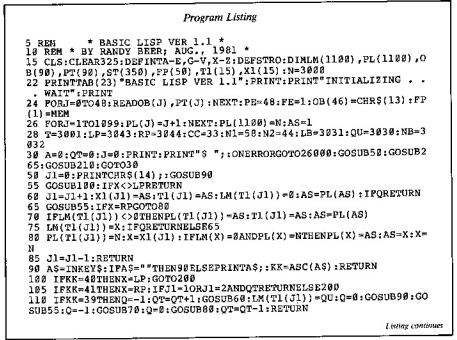 Program Listing
5 REM * BASIC LISP VER 1.1 *
10 REM * BY RANDY BEER; AUG., 1981 *
15 CLS:CLEAR325:DEFINTA-E,G-V,X-Z:DEFSTRO:DIMLM(1100),PL(1100),O
B(90),PT(90),ST(350),FP(50),Tl(15),Xl(15):N=3000
22 PRINTTAB(23)"BASIC LISP VER 1.1":PRINT:PRINT"INITIALIZING . .
. WAIT":PRINT
24 FORJ=0TO48:READOB(J),PT(J):NEXT:PE=48:FE=1:OB(46)=CHR$(13):FP
(1)=MEM
26 FORJ=1TO1099:PL(J)=J+1:NEXT:PL(1100)=N:AS=1
28 T=3001:LP=3043:RP=3044:CC=33:N1=58:N2=44:LB=3031:QU=3030:NB=3
032
30 A=0:QT=0:J=0:PRINT:PRINT"$ ";:ONERRORGOTO26000:GOSUB50:GOSUB2
65:GOSUB210:GOTO30
50 J1=0:PRINTCHR$(14);:GOSUB90
55 GOSUB100:IFX<>LPRETURN
60 J1=J1+1:X1(J1)=AS:T1(J1)=AS:LM(T1(J1))=0:AS=PL(AS):IFQRETURN
65 GOSUB55:IFX=RPGOTO80
70 IFLM(T1(J1))<>0THENPL(T1(J1))=AS:T1(J1)=AS:AS=PL(AS)
75 LM(T1(J1))=X:IFQRETURNELSE65
80 PL(T1(J1))=N:X=X1(J1):IFLM(X)=0ANDPL(X)=NTHENPL(X)=AS:AS=X:X=
N
85 J1=J1-1:RETURN
90 A$=INKEY$:IFA$=""THEN90ELSEPRINTA$;:KK=ASC(A$):RETURN
100 IFKK=40THENX=LP:GOTO200
105 IFKK=41THENX=RP:IFJ1=1ORJ1=2ANDQTRETURNELSE200
110 IFKK=39THENQ=-1:QT=QT+1:GOSUB60:LM(T1(J1))=QU:Q=0:GOSUB90:GO
SUB55:Q=-1:GOSUB70:Q=0:GOSUB80:QT=QT-1:RETURN
Listing continues